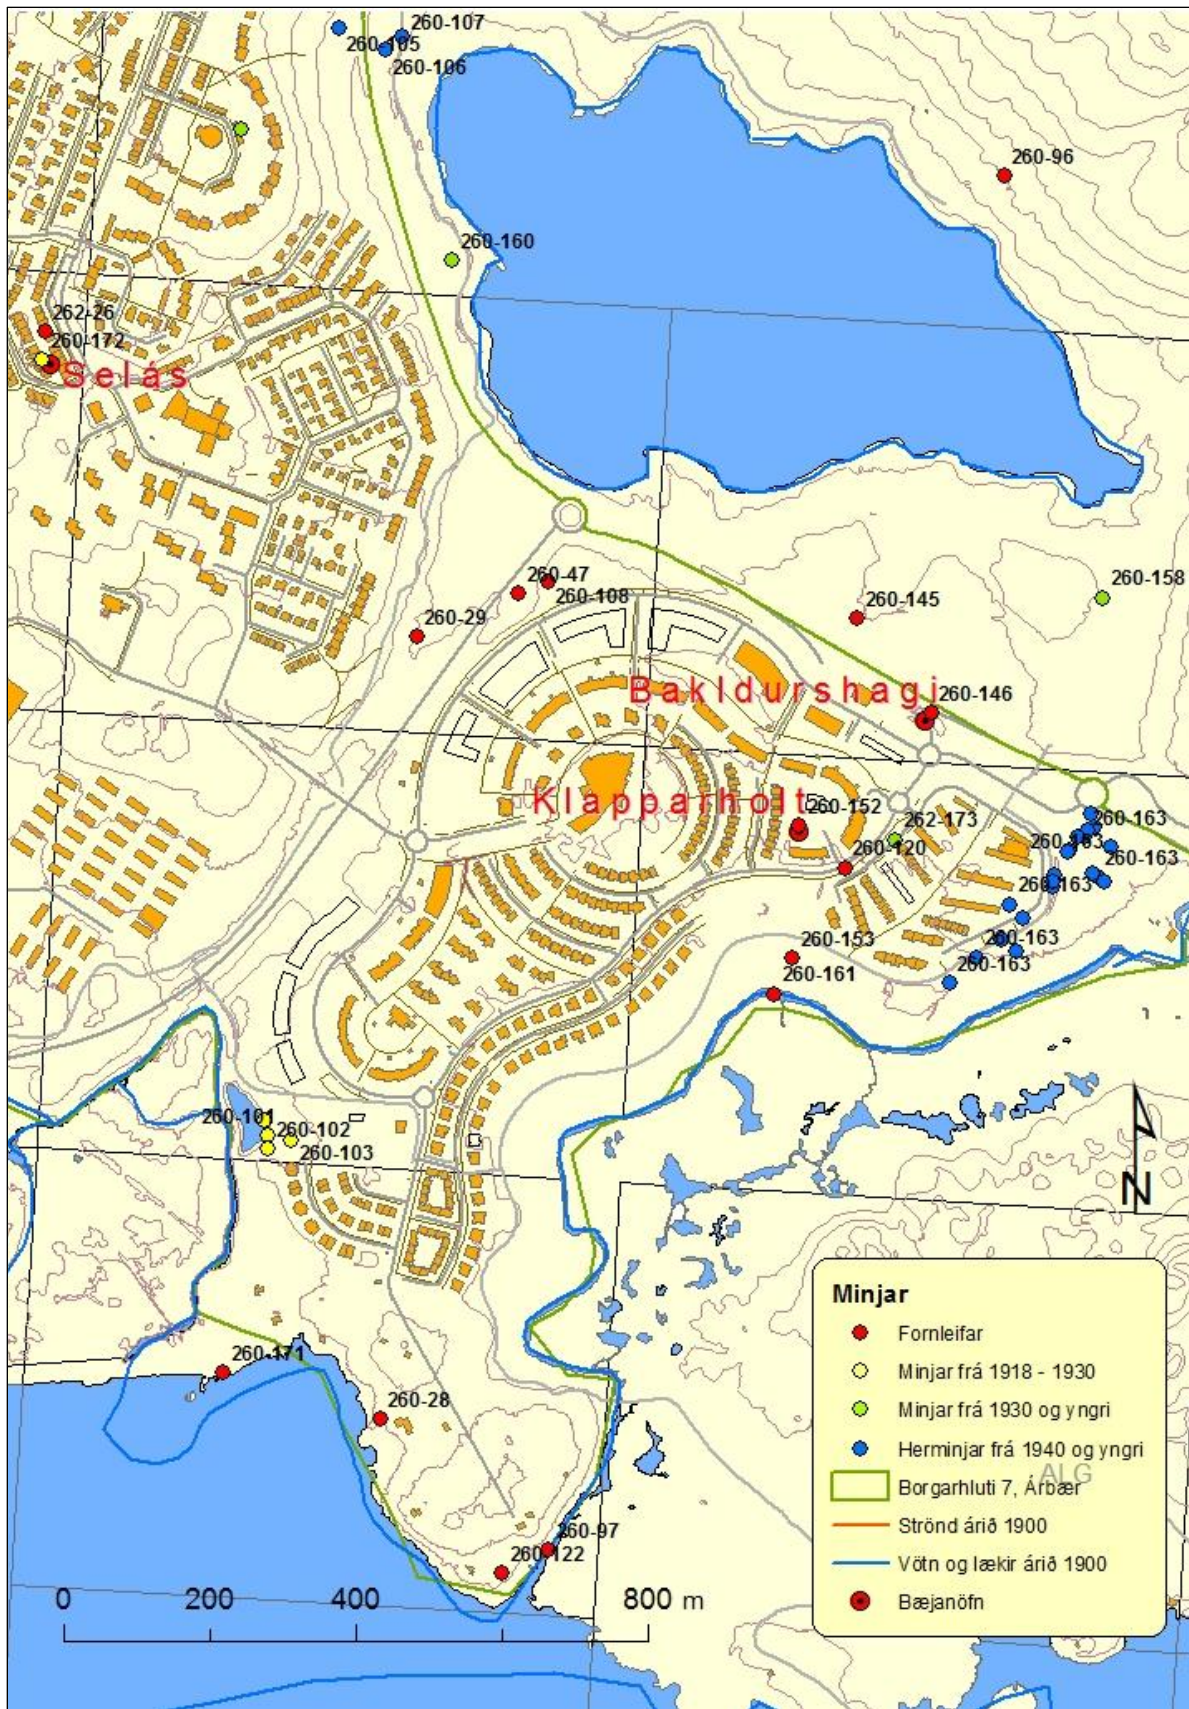 260-107
260-105
260-106
260-96
260-160
262-26
260-172
Selás
260-47
260-108
260-29
260-145
260-158
Bakldurshagi
260-146
Klapparholt
260-152
262-173
260-163
260-163
260-120
260-163
260-163
260-153
260-163
260-161
260-163
260-101
260-102
260-103
N
260-171
260-28
260-97
260-122
0 200 400 800 m
Minjar
Fornleifar
Minjar frá 1918 - 1930
Minjar frá 1930 og yngri
Herminjar frá 1940 og yngri
ALG
Borgarhluti 7, Árbær
Strönd árið 1900
Vötn og lækir árið 1900
Bæjanöfn